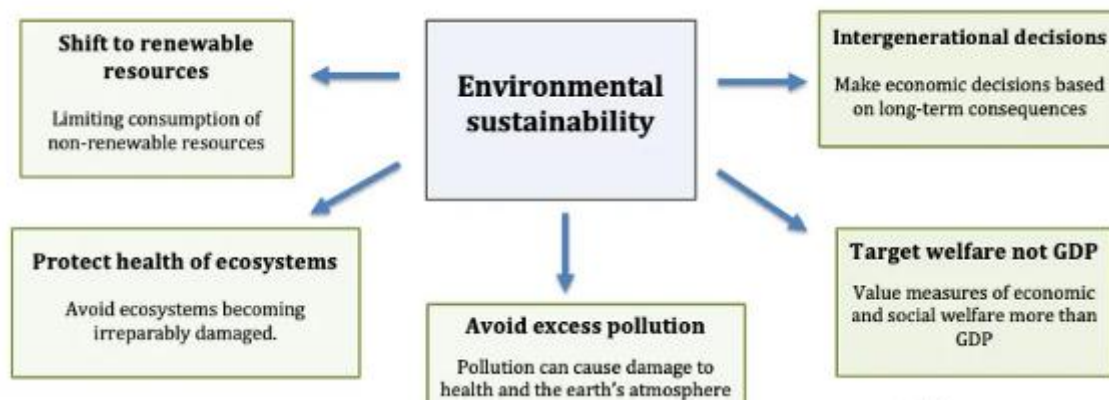 Environmental
sustainability
Shift to renewable
resources
Limiting consumption of
non-renewable resources
Intergenerational decisions
Make economic decisions based
on long-term consequences
Protect health of ecosystems
Avoid ecosystems becoming
irreparably damaged.
Avoid excess pollution
Pollution can cause damage to
health and the earth's atmosphere
Target welfare not GDP
Value measures of economic
and social welfare more than
GDP